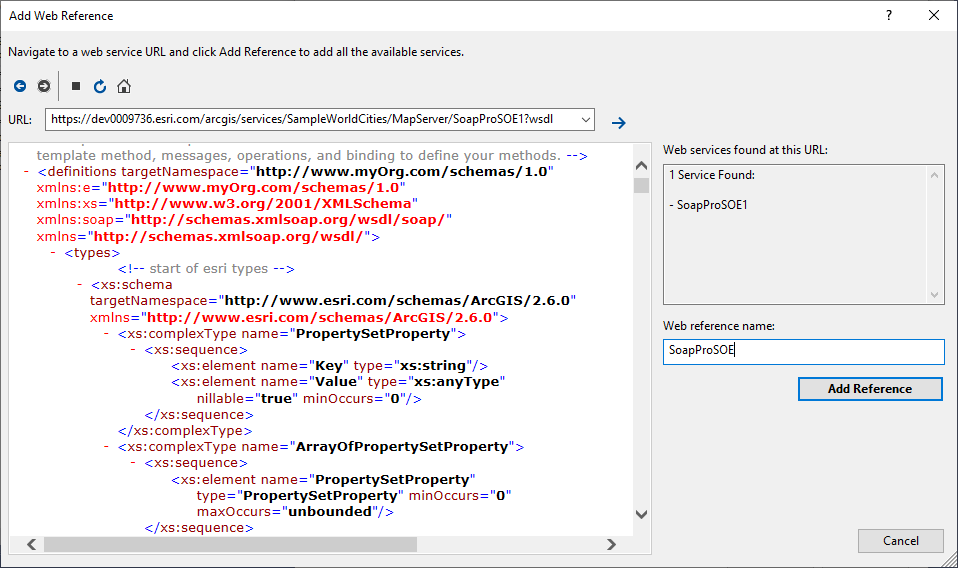 Add Web Reference
?
Navigate to a web service URL and click Add Reference to add all the available services.
URL:
https://dev0009736.esri.com/arcgis/services/SampleWorldCities/MapServer/SoapProSOE1?wsdl
template method, messages, operations, and binding to define your methods. -->
- <definitions targetNamespace="http://www.myOrg.com/schemas/1.0"
xmlns:e="http://www.myOrg.com/schemas/1.0"
xmlns:xs="http://www.w3.org/2001/XMLSchema"
xmlns:soap="http://schemas.xmlsoap.org/wsdl/soap/"
xmlns="http://schemas.xmlsoap.org/wsdl/">
- <types>
<!-- start of esri types -->
- <xs:schema
targetNamespace="http://www.esri.com/schemas/ArcGIS/2.6.0"
xmlns="http://www.esri.com/schemas/ArcGIS/2.6.0">
- <xs:complexType name="PropertySetProperty">
- <xs:sequence>
<xs:element name="Key" type="xs:string"/>
<xs:element name="Value" type="xs:anyType"
nillable="true" minOccurs="0"/>
</xs:sequence>
</xs:complexType>
- <xs:complexType name="ArrayOfPropertySetProperty">
- <xs:sequence>
<xs:element name="PropertySetProperty"
type="PropertySetProperty" minOccurs="0"
maxOccurs="unbounded"/>
</xs:sequence>
Web services found at this URL:
1 Service Found:
- SoapProSOE1
Web reference name:
SoapProSOE
Add Reference
Cancel